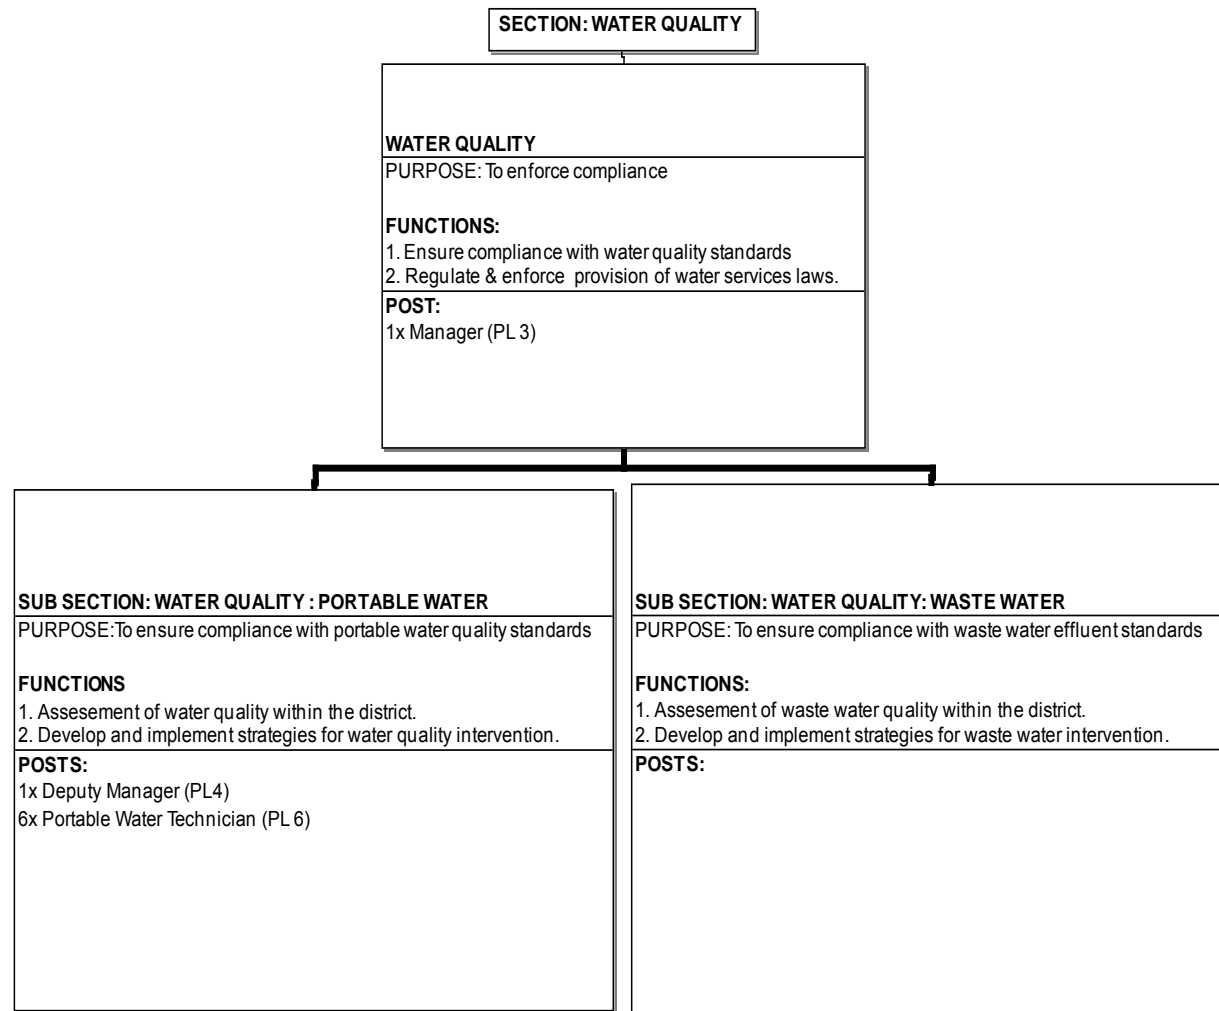 SECTION: WATER QUALITY
WATER QUALITY
PURPOSE: To enforce compliance
FUNCTIONS:
1. Ensure compliance with water quality standards
2. Regulate & enforce provision of water services laws.
POST:
1x Manager (PL 3)
SUB SECTION: WATER QUALITY : PORTABLE WATER
PURPOSE:To ensure compliance with portable water quality standards
FUNCTIONS
1. Assesement of water quality within the district.
2. Develop and implement strategies for water quality intervention.
POSTS:
1x Deputy Manager (PL4)
6x Portable Water Technician (PL 6)
SUB SECTION: WATER QUALITY: WASTE WATER
PURPOSE: To ensure compliance with waste water effluent standards
FUNCTIONS:
1. Assesement of waste water quality within the district.
2. Develop and implement strategies for waste water intervention.
POSTS: